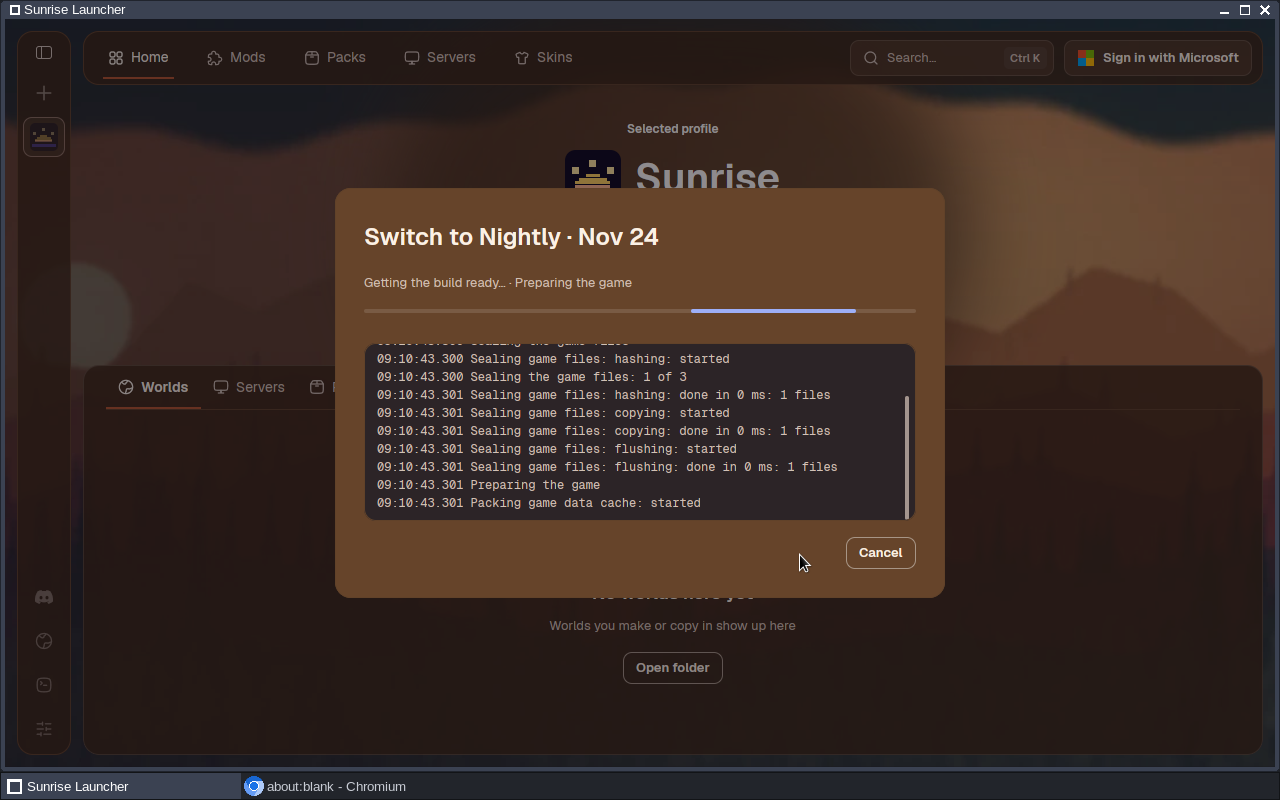 Sunrise Launcher
Home
Mods
Packs
Servers
Skins
Search...
Ctrl K
Sign in with Microsoft
Selected profile
Sunrise
Switch to Nightly · Nov 24
Getting the build ready… · Preparing the game
09:10:43.300 Sealing game files: hashing: started
09:10:43.300 Sealing the game files: 1 of 3
09:10:43.301 Sealing game files: hashing: done in 0 ms: 1 files
09:10:43.301 Sealing game files: copying: started
09:10:43.301 Sealing game files: copying: done in 0 ms: 1 files
09:10:43.301 Sealing game files: flushing: started
09:10:43.301 Sealing game files: flushing: done in 0 ms: 1 files
09:10:43.301 Preparing the game
09:10:43.301 Packing game data cache: started
Cancel
Worlds
Servers
Worlds you make or copy in show up here
Open folder
Sunrise Launcher
about:blank - Chromium